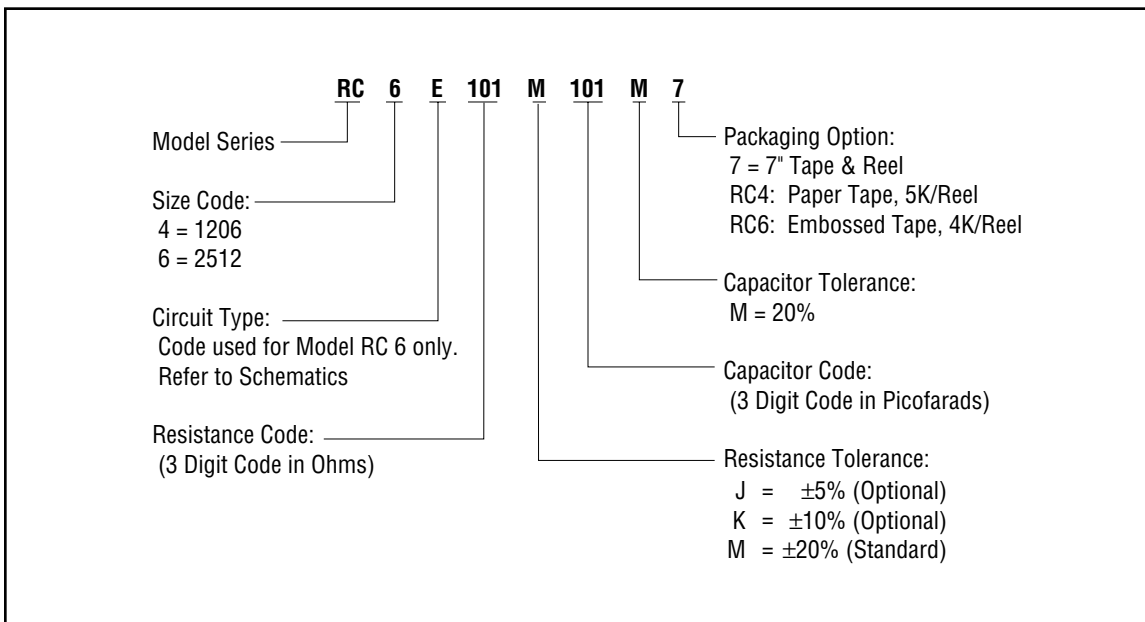 RC 6 E 101 M 101 M 7
Model Series
Size Code:
4 = 1206
6 = 2512
Circuit Type:
Code used for Model RC 6 only.
Refer to Schematics
Resistance Code:
(3 Digit Code in Ohms)
Packaging Option:
7 = 7" Tape & Reel
RC4: Paper Tape, 5K/Reel
RC6: Embossed Tape, 4K/Reel
Capacitor Tolerance:
M = 20%
Capacitor Code:
(3 Digit Code in Picofarads)
Resistance Tolerance:
J = ±5% (Optional)
K = ±10% (Optional)
M = ±20% (Standard)